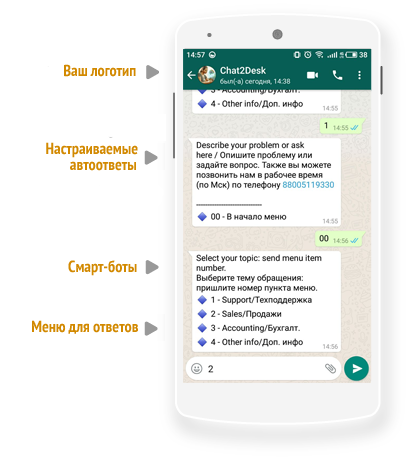 Ваш логотип
Настраиваемые
автоответы
Смарт-боты
Меню для ответов
14:57
38
Chat2Desk
был(-а) сегодня, 14:38
3 - Accounting/Бухгалт.
4 - Other info/Доп. инфо
14:55
1 14:55
Describe your problem or ask
here / Опишите проблему или
задайте вопрос. Также вы можете
позвонить нам в рабочее время
(по Мск) по телефону 88005119330
------------------------------
00 - В начало меню
14:55
00 14:56
Select your topic: send menu item
number.
Выберите тему обращения:
пришлите номер пункта меню.
1 - Support/Техподдержка
2 - Sales/Продажи
3 - Accounting/Бухгалт.
4 - Other info/Доп. инфо
14:56
2